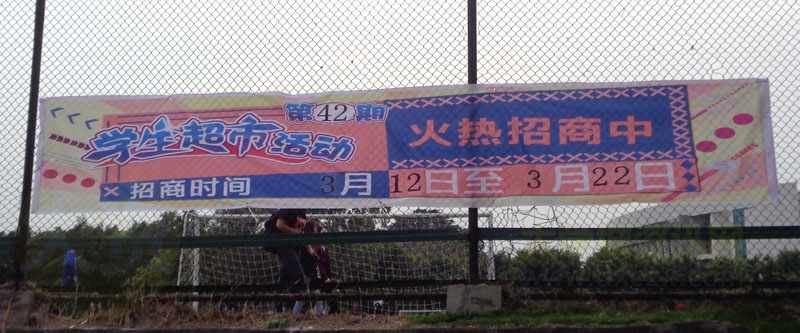 第42期
学生超市活动
火热招商中
招商时间 3月12日至3月22日